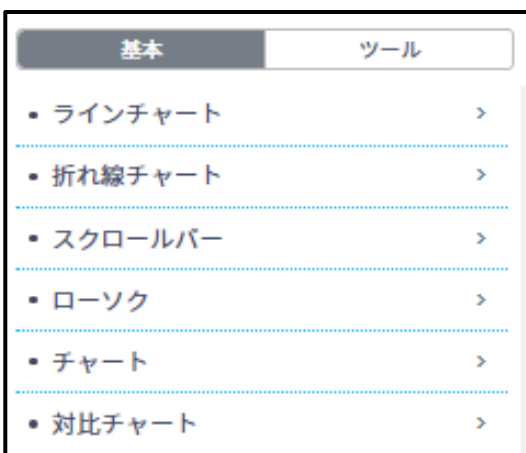 基本 ツール
・ラインチャート >
・折れ線チャート >
・スクロールバー >
・ローソク >
・チャート >
・対比チャート >